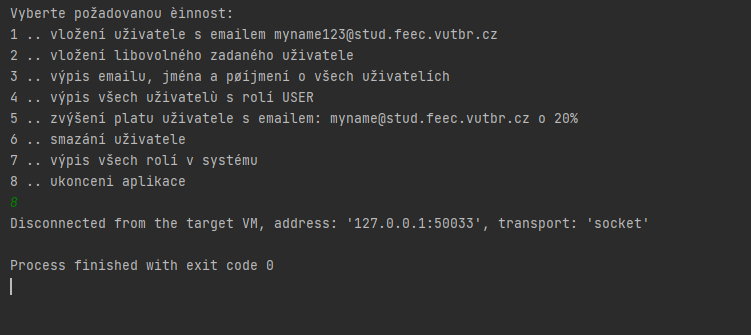 Vyberte požadovanou èinnost:
1 .. vložení uživatele s emailem myname123@stud.feec.vutbr.cz
2 .. vložení libovolného zadaného uživatele
3 .. výpis emailu, jména a pøíjmení o všech uživatelích
4 .. výpis všech uživatelù s rolí USER
5 .. zvýšení platu uživatele s emailem: myname@stud.feec.vutbr.cz o 20%
6 .. smazání uživatele
7 .. výpis všech rolí v systému
8 .. ukonceni aplikace
8
Disconnected from the target VM, address: '127.0.0.1:50033', transport: 'socket'
Process finished with exit code 0